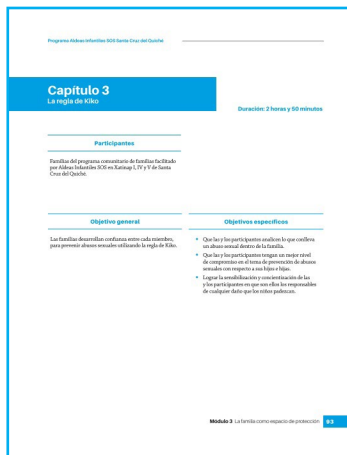 Programa Aldeas Infantiles SOS Santa Cruz del Quiché
Capítulo 3
La regla de Kiko
Duración: 2 horas y 50 minutos
Participantes
Familias del programa comunitario de familias facilitado
por Aldeas Infantiles SOS en Xatinap I, IV y V de Santa
Cruz del Quiché.
Objetivo general
Las familias desarrollan confianza entre cada miembro,
para prevenir abusos sexuales utilizando la regla de Kiko.
Objetivos específicos
• Que las y los participantes analicen lo que conlleva
un abuso sexual dentro de la familia.
• Que las y los participantes tengan un mejor nivel
de compromiso en el tema de prevención de abusos
sexuales con respecto a sus hijos e hijas.
• Lograr la sensibilización y concientización de las
y los participantes en que son ellos los responsables
de cualquier daño que los niños padezcan.
Módulo 3 La familia como espacio de protección 93